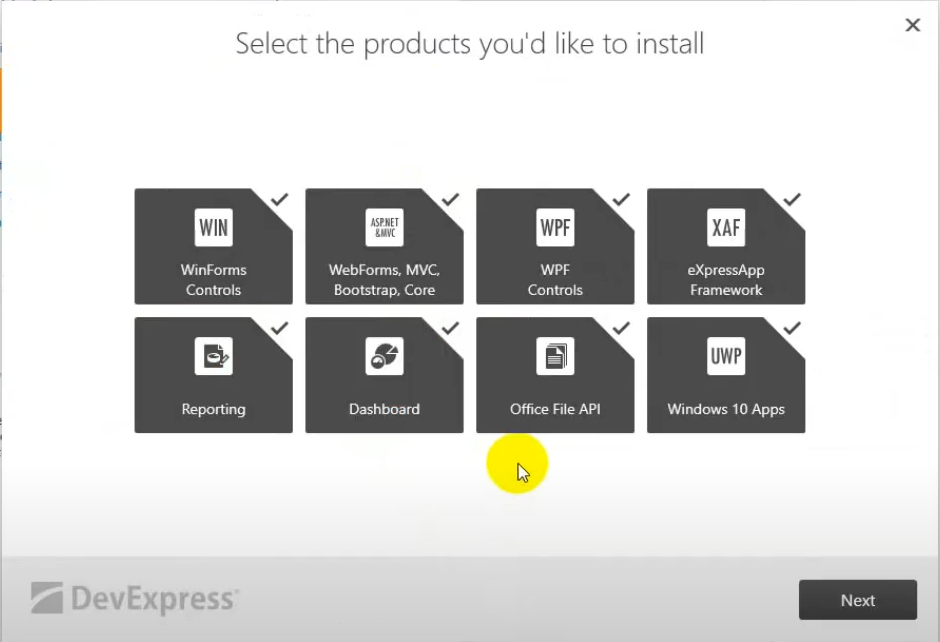 Select the products you'd like to install
WIN
WinForms
Controls
ASP.NET
&MVC
WebForms, MVC,
Bootstrap, Core
WPF
WPF
Controls
XAF
eXpressApp
Framework
Reporting
Dashboard
Office File API
UWP
Windows 10 Apps
DevExpress
Next